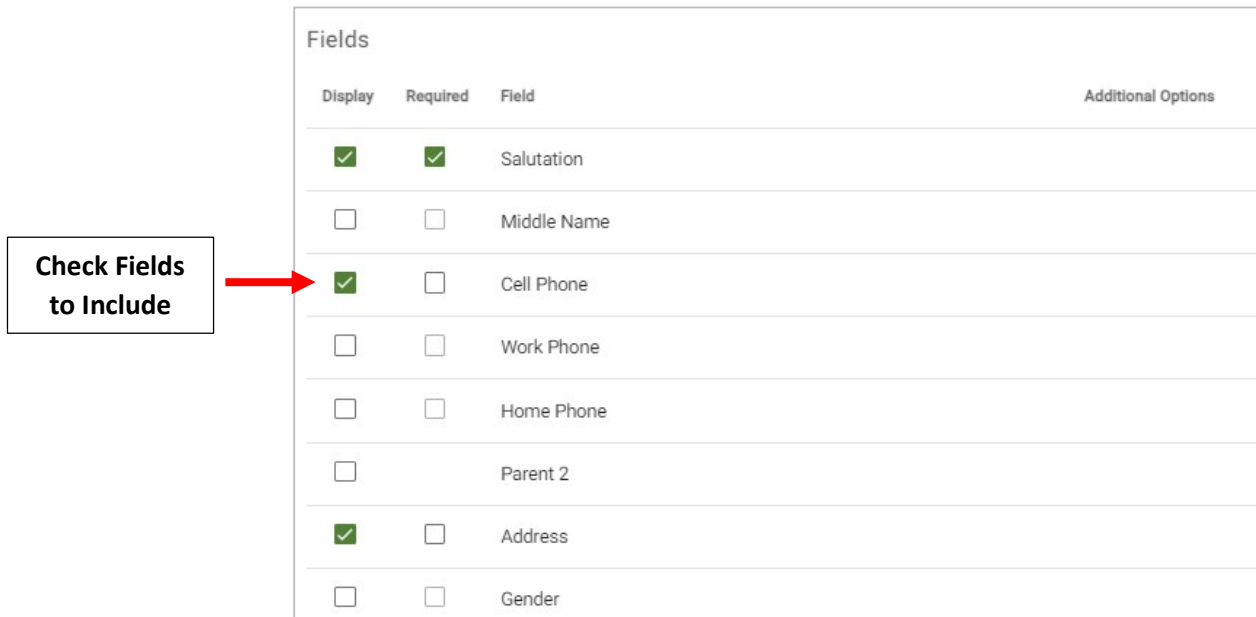 Fields
Display Required Field Additional Options
Salutation
Middle Name
Check Fields
to Include
Cell Phone
Work Phone
Home Phone
Parent 2
Address
Gender